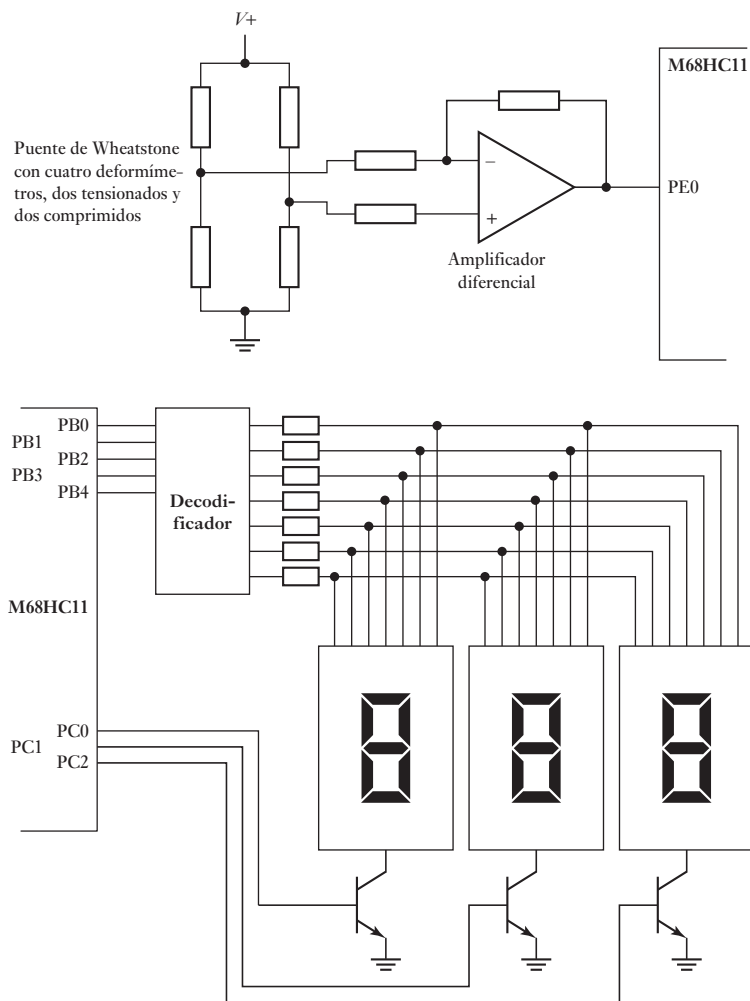 V+
M68HC11
Puente de Wheatstone
con cuatro deformíme-
tros, dos tensionados y
dos comprimidos
−
+
PE0
Amplificador
diferencial
PB0
PB1
PB2
PB3
PB4
Decodi-
ficador
M68HC11
PC0
PC1
PC2